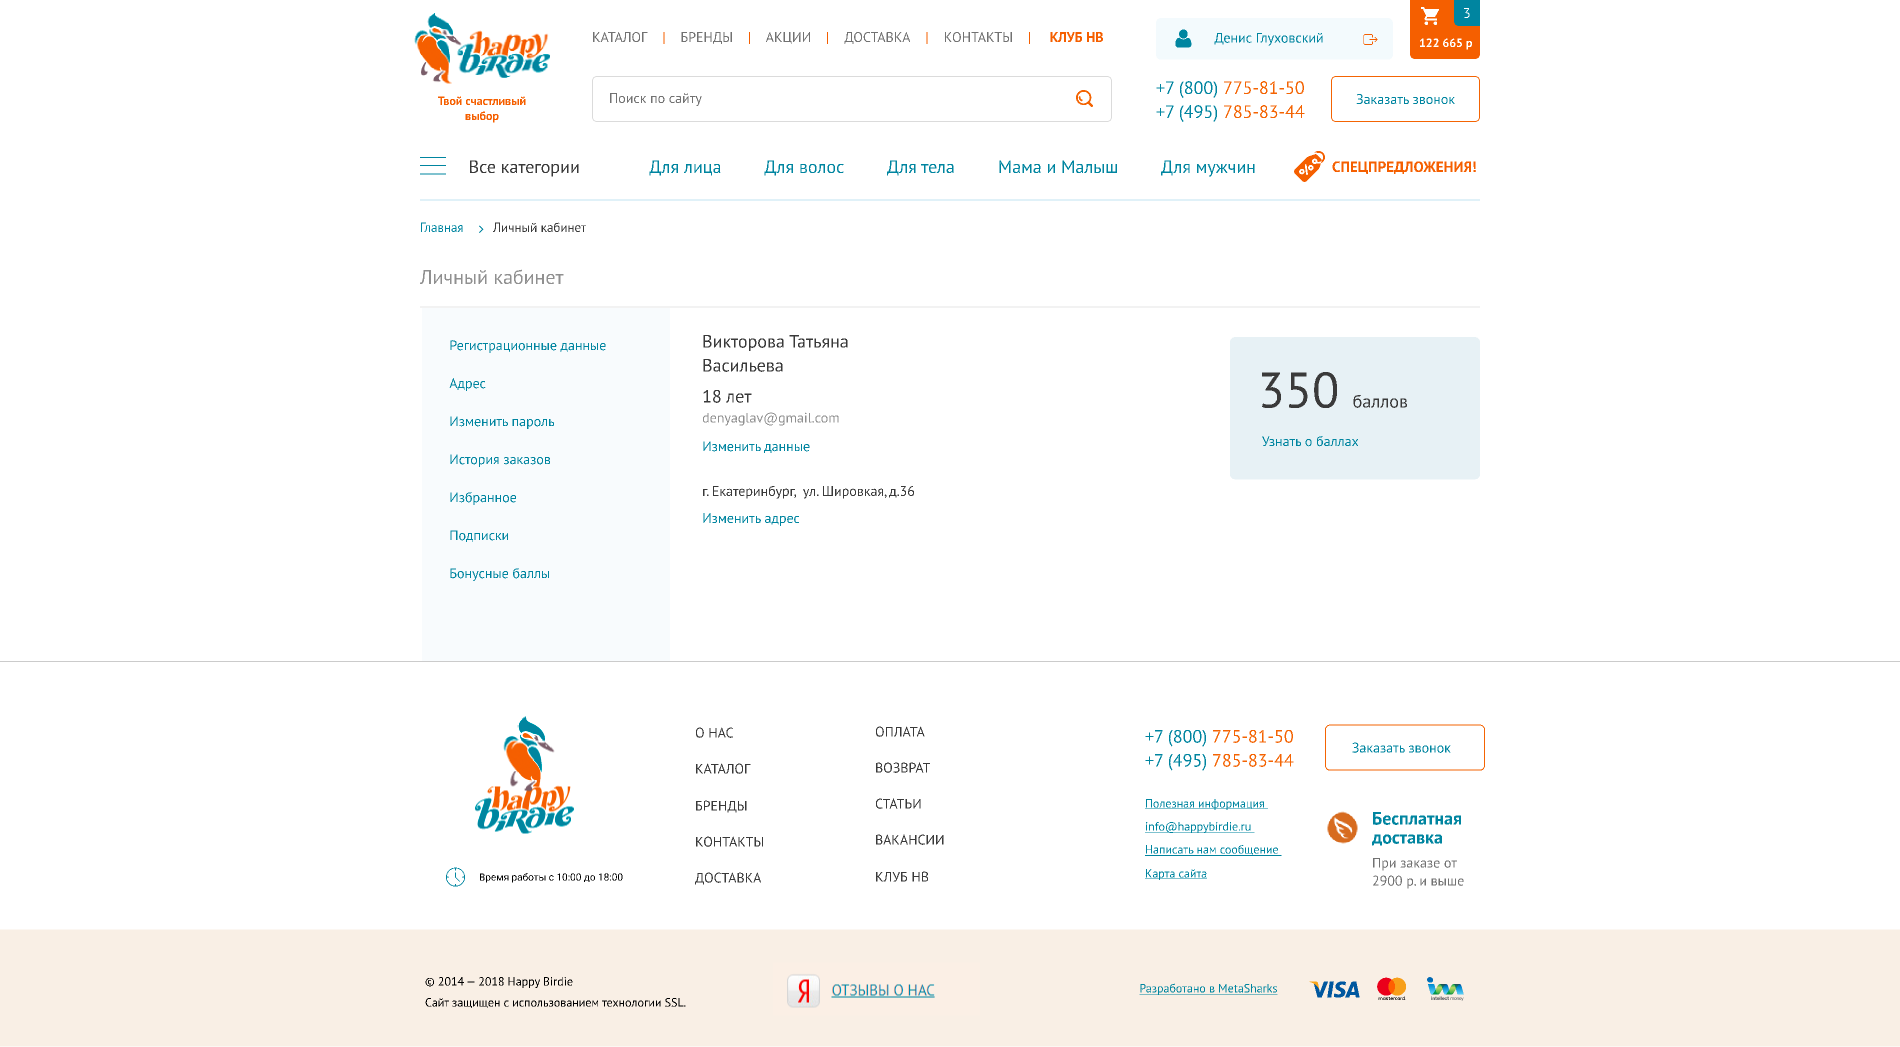 happy birdie
Твой счастливый
выбор
КАТАЛОГ | БРЕНДЫ | АКЦИИ | ДОСТАВКА | КОНТАКТЫ | КЛУБ НВ
Денис Глуховский
3
122 665 р
Поиск по сайту
+7 (800) 775-81-50
+7 (495) 785-83-44
Заказать звонок
Все категории
Для лица
Для волос
Для тела
Мама и Малыш
Для мужчин
%
СПЕЦПРЕДЛОЖЕНИЯ!
Главная > Личный кабинет
Личный кабинет
Регистрационные данные
Адрес
Изменить пароль
История заказов
Избранное
Подписки
Бонусные баллы
Викторова Татьяна
Васильева
18 лет
denyaglav@gmail.com
Изменить данные
г. Екатеринбург, ул. Шировкая, д.36
Изменить адрес
350 баллов
Узнать о баллах
happy birdie
Время работы с 10:00 до 18:00
О НАС
КАТАЛОГ
БРЕНДЫ
КОНТАКТЫ
ДОСТАВКА
ОПЛАТА
ВОЗВРАТ
СТАТЬИ
ВАКАНСИИ
КЛУБ НВ
+7 (800) 775-81-50
+7 (495) 785-83-44
Заказать звонок
Полезная информация
info@happybirdie.ru
Написать нам сообщение
Карта сайта
Бесплатная
доставка
При заказе от
2900 р. и выше
© 2014 — 2018 Happy Birdie
Сайт защищен с использованием технологии SSL.
Я
ОТЗЫВЫ О НАС
Разработано в MetaSharks
VISA
mastercard
intellect money